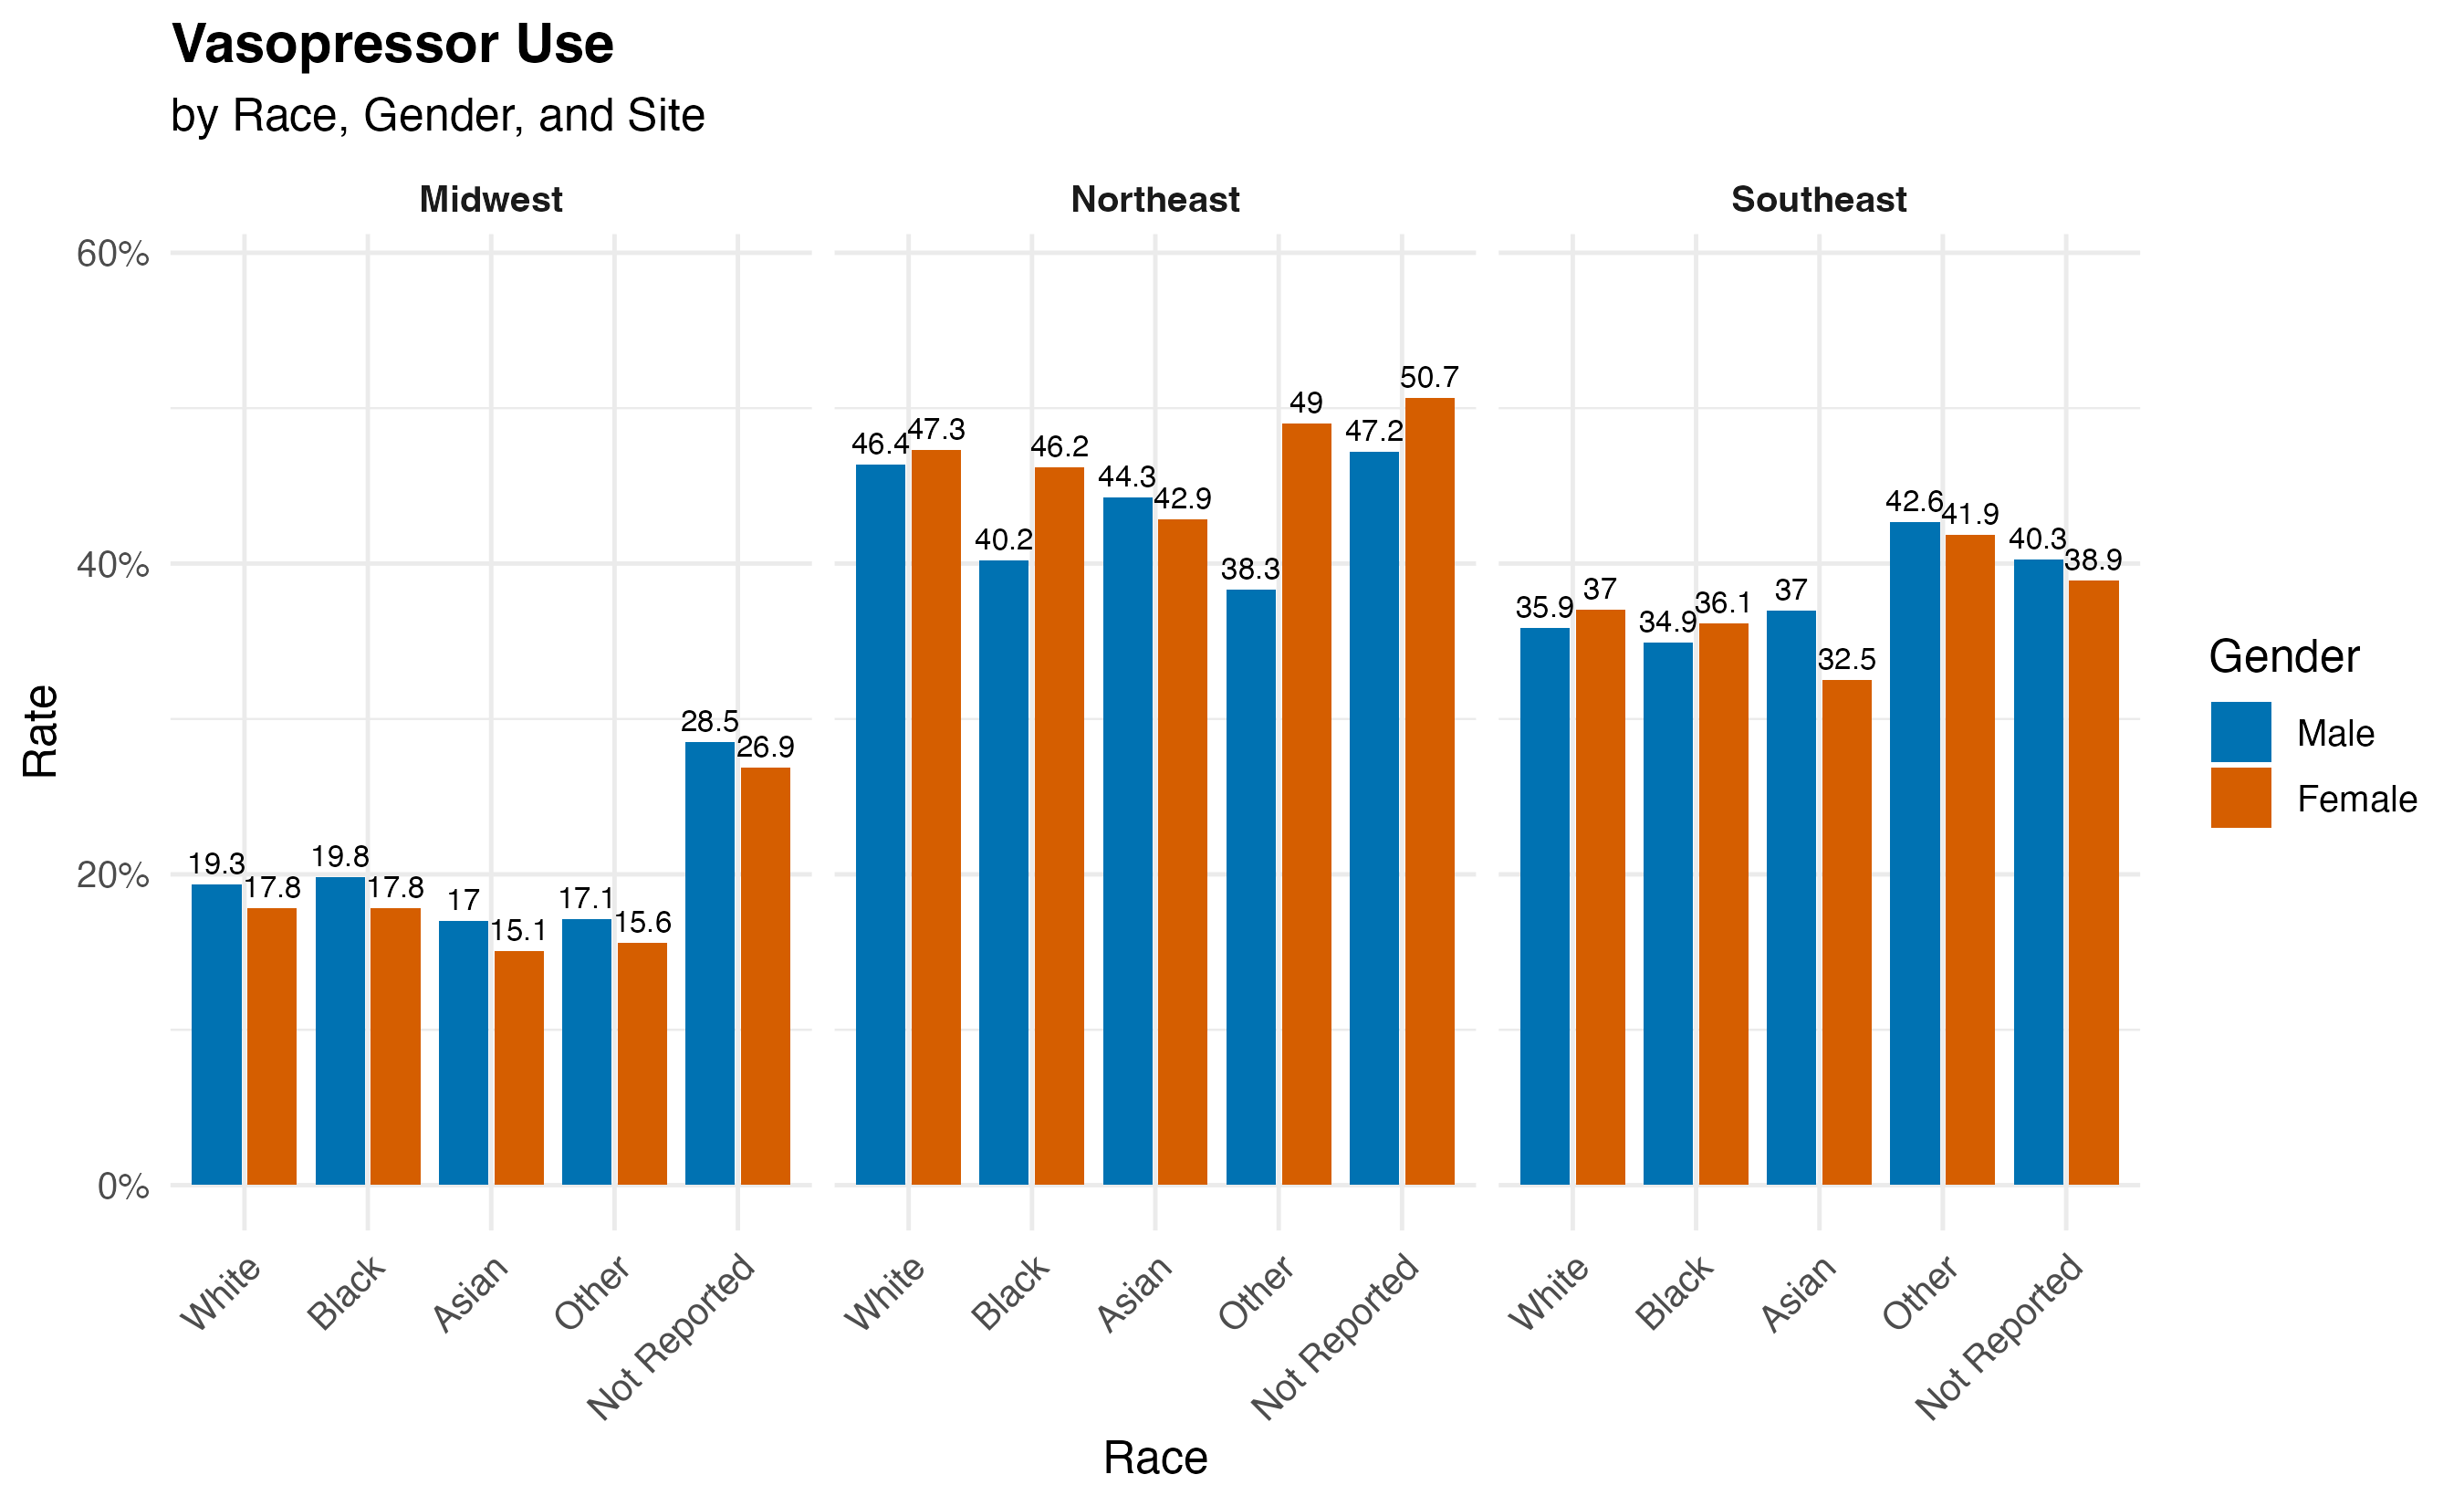 Vasopressor Use
by Race, Gender, and Site
Midwest
Northeast
Southeast
60%
40%
20%
0%
Rate
19.3
17.8
19.8
17.8
17
15.1
17.1
15.6
28.5
26.9
46.4
47.3
40.2
46.2
44.3
42.9
38.3
49
47.2
50.7
35.9
37
34.9
36.1
37
32.5
42.6
41.9
40.3
38.9
White
Black
Asian
Other
Not Reported
White
Black
Asian
Other
Not Reported
White
Black
Asian
Other
Not Reported
Race
Gender
Male
Female